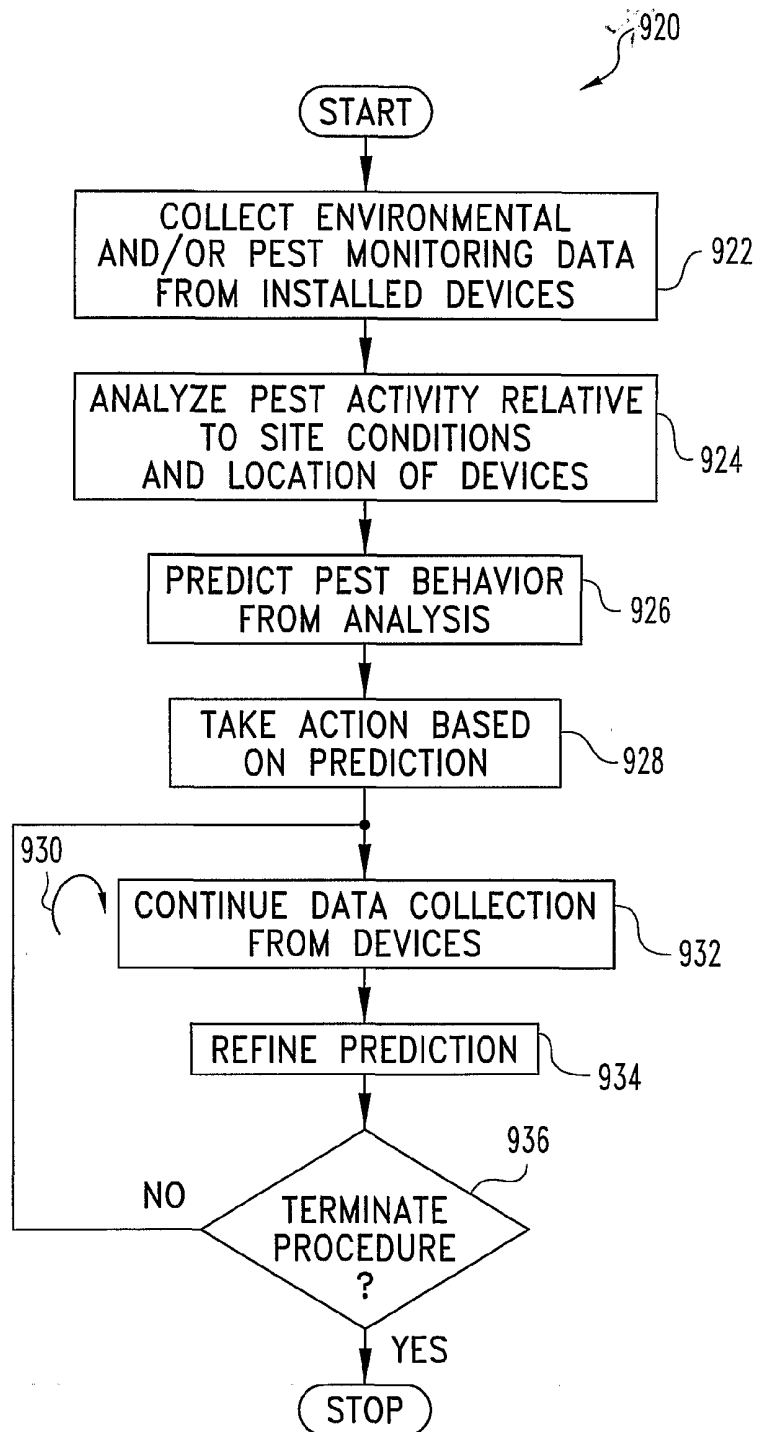 920
START
COLLECT ENVIRONMENTAL
AND/OR PEST MONITORING DATA
FROM INSTALLED DEVICES
922
ANALYZE PEST ACTIVITY RELATIVE
TO SITE CONDITIONS
AND LOCATION OF DEVICES
924
PREDICT PEST BEHAVIOR
FROM ANALYSIS
926
TAKE ACTION BASED
ON PREDICTION
928
930
CONTINUE DATA COLLECTION
FROM DEVICES
932
REFINE PREDICTION
934
936
NO
TERMINATE
PROCEDURE
?
YES
STOP